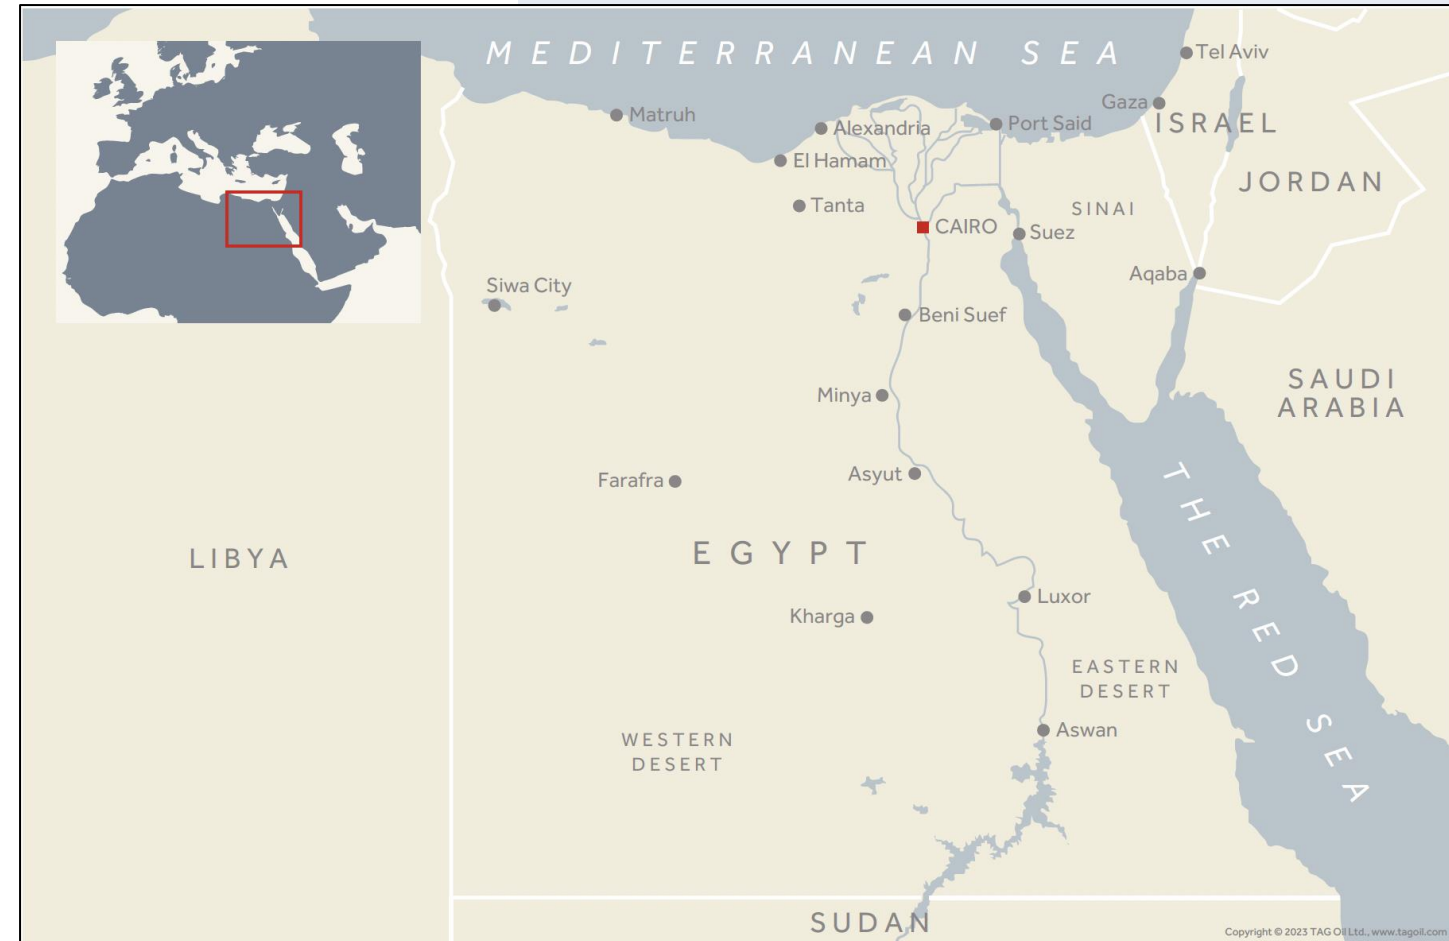 MEDITERRANEAN SEA
Tel Aviv
Gaza
Matruh
Alexandria
Port Said
ISRAEL
El Hamam
JORDAN
Tanta
SINAI
CAIRO
Suez
Aqaba
Siwa City
Beni Suef
SAUDI
ARABIA
Minya
Farafra
Asyut
THE RED SEA
LIBYA
EGYPT
Luxor
Kharga
EASTERN
DESERT
Aswan
WESTERN
DESERT
SUDAN
Copyright © 2023 TAG Oil Ltd., www.tagoil.com